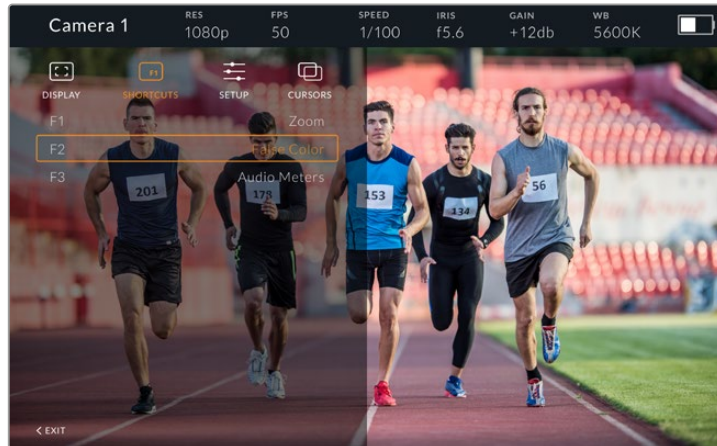 Camera 1
RES FPS SPEED IRIS GAIN WB
1080p 50 1/100 f5.6 +12db 5600K
F1
DISPLAY SHORTCUTS SETUP CURSORS
F1 Zoom
F2 False Color
F3 Audio Meters
201 178 153 134 56
< EXIT